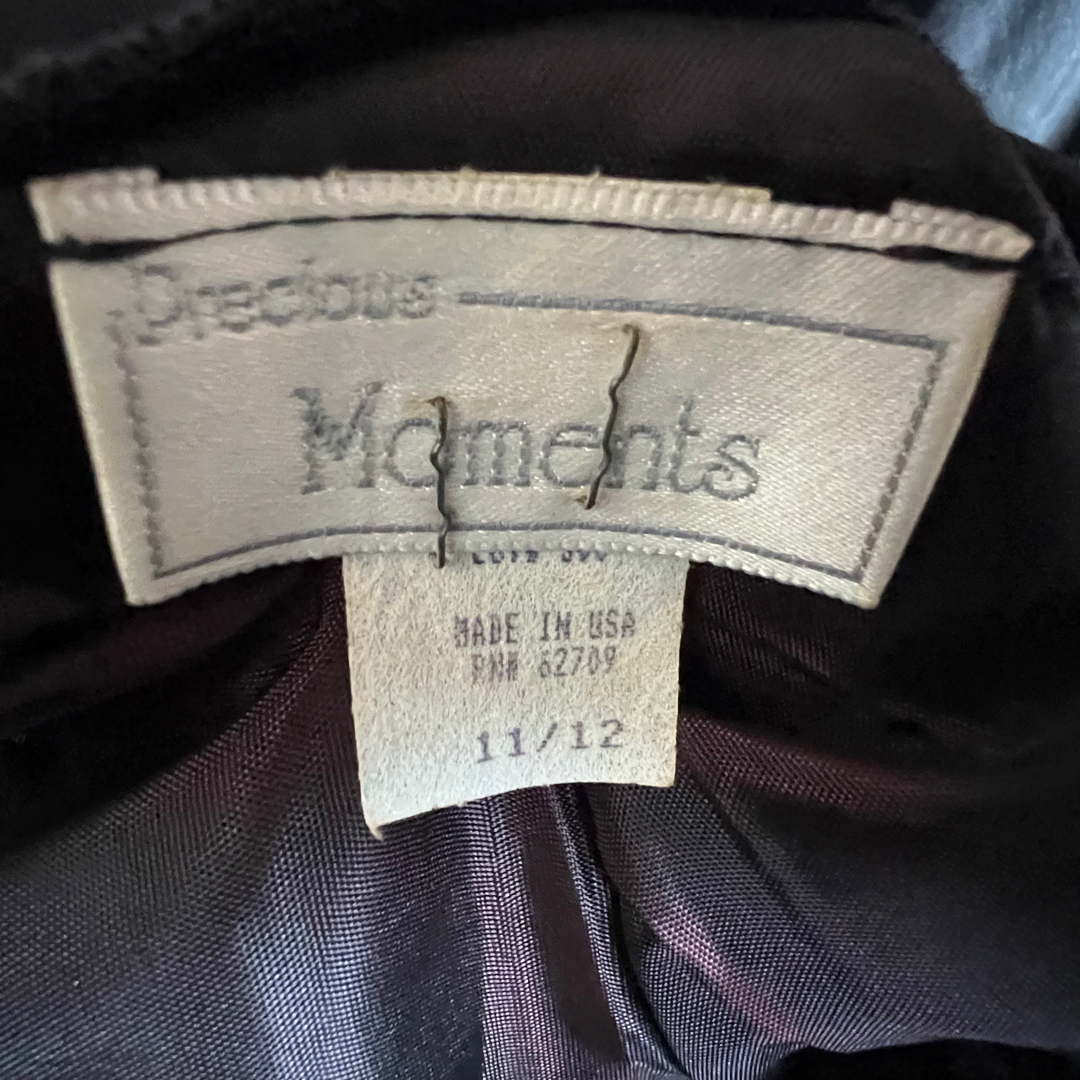 Precious
Moments
MADE IN USA
RN# 62709
11/12